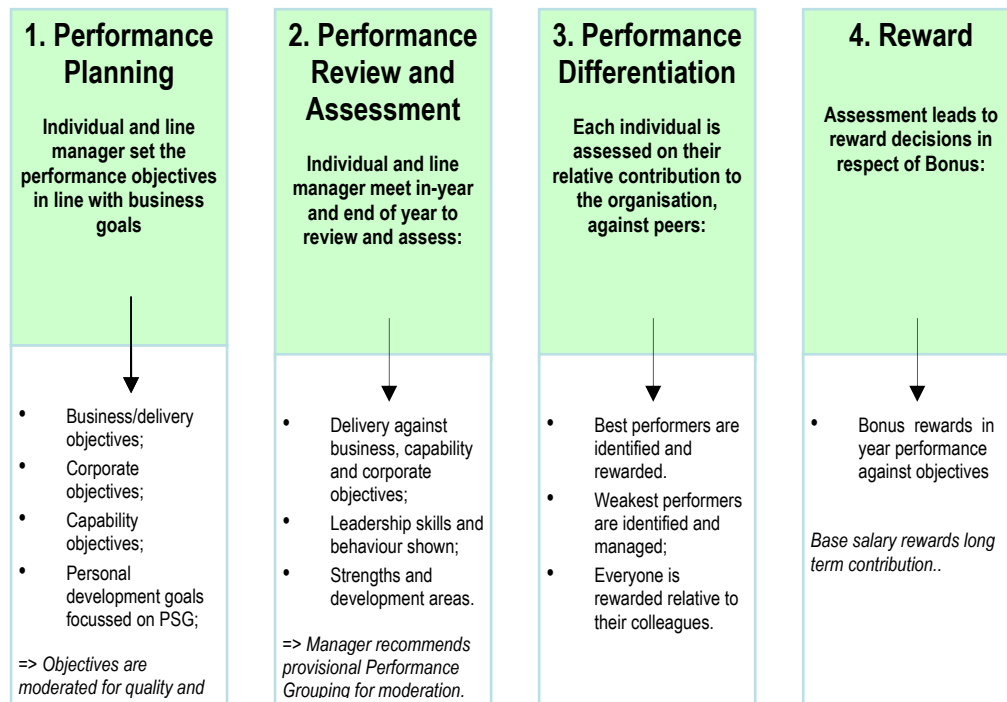 1. Performance
Planning
Individual and line
manager set the
performance objectives
in line with business
goals
• Business/delivery
objectives;
• Corporate
objectives;
• Capability
objectives;
• Personal
development goals
focussed on PSG;
=> Objectives are
moderated for quality and
2. Performance
Review and
Assessment
Individual and line
manager meet in-year
and end of year to
review and assess:
• Delivery against
business, capability
and corporate
objectives;
• Leadership skills and
behaviour shown;
• Strengths and
development areas.
=> Manager recommends
provisional Performance
Grouping for moderation.
3. Performance
Differentiation
Each individual is
assessed on their
relative contribution to
the organisation,
against peers:
• Best performers are
identified and
rewarded.
• Weakest performers
are identified and
managed;
• Everyone is
rewarded relative to
their colleagues.
4. Reward
Assessment leads to
reward decisions in
respect of Bonus:
• Bonus rewards in
year performance
against objectives
Base salary rewards long
term contribution..